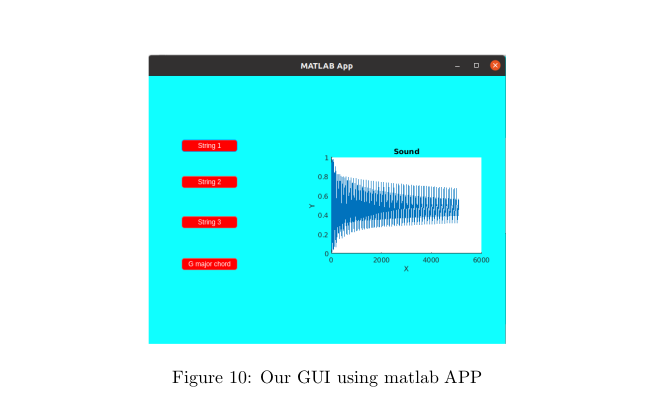 MATLAB App
String 1
String 2
String 3
G major chord
Sound
1
0.8
0.6
0.4
0.2
0
Y
0 2000 4000 6000
X
Figure 10: Our GUI using matlab APP